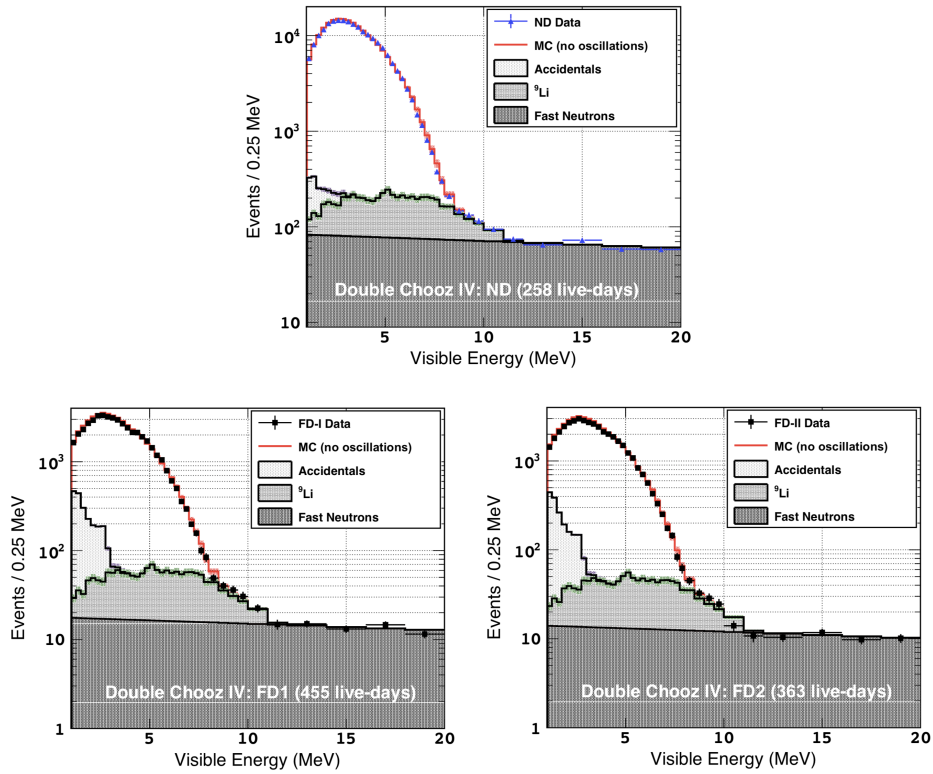 Events / 0.25 MeV
10⁴
10³
10²
10
ND Data
MC (no oscillations)
Accidentals
⁹Li
Fast Neutrons
Double Chooz IV: ND (258 live-days)
5 10 15 20
Visible Energy (MeV)
Events / 0.25 MeV
10³
10²
10
1
FD-I Data
MC (no oscillations)
Accidentals
⁹Li
Fast Neutrons
Double Chooz IV: FD1 (455 live-days)
5 10 15 20
Visible Energy (MeV)
Events / 0.25 MeV
10³
10²
10
1
FD-II Data
MC (no oscillations)
Accidentals
⁹Li
Fast Neutrons
Double Chooz IV: FD2 (363 live-days)
5 10 15 20
Visible Energy (MeV)